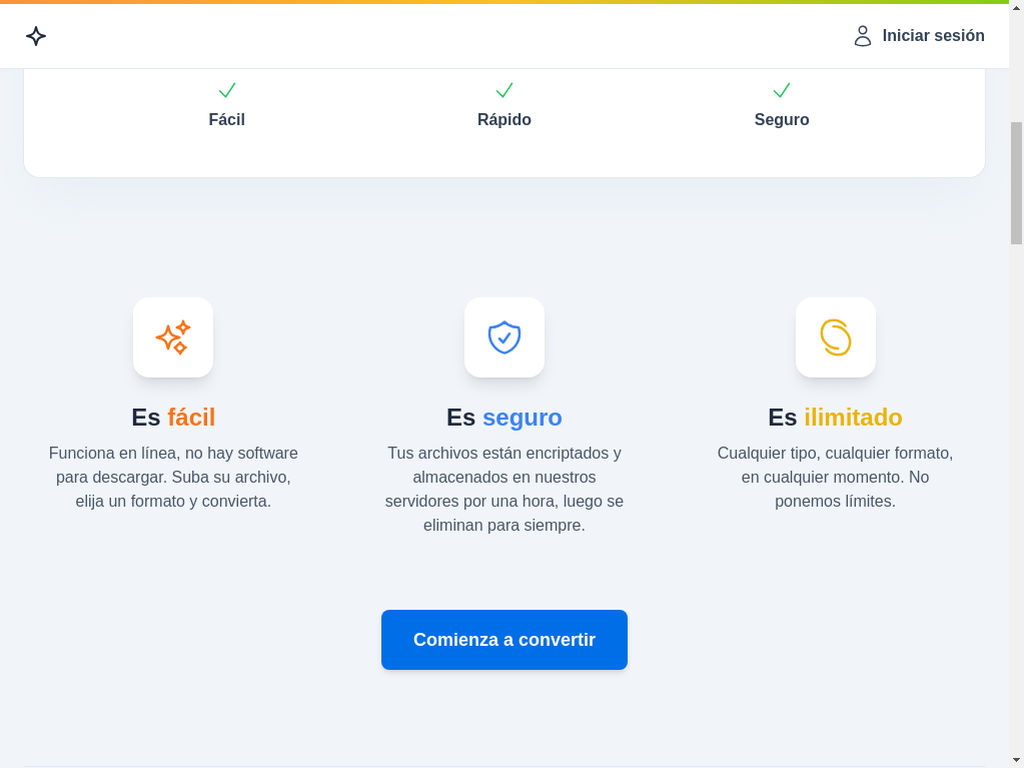 Iniciar sesión
Fácil
Rápido
Seguro
Es fácil
Funciona en línea, no hay software
para descargar. Suba su archivo,
elija un formato y convierta.
Es seguro
Tus archivos están encriptados y
almacenados en nuestros
servidores por una hora, luego se
eliminan para siempre.
Es ilimitado
Cualquier tipo, cualquier formato,
en cualquier momento. No
ponemos límites.
Comienza a convertir